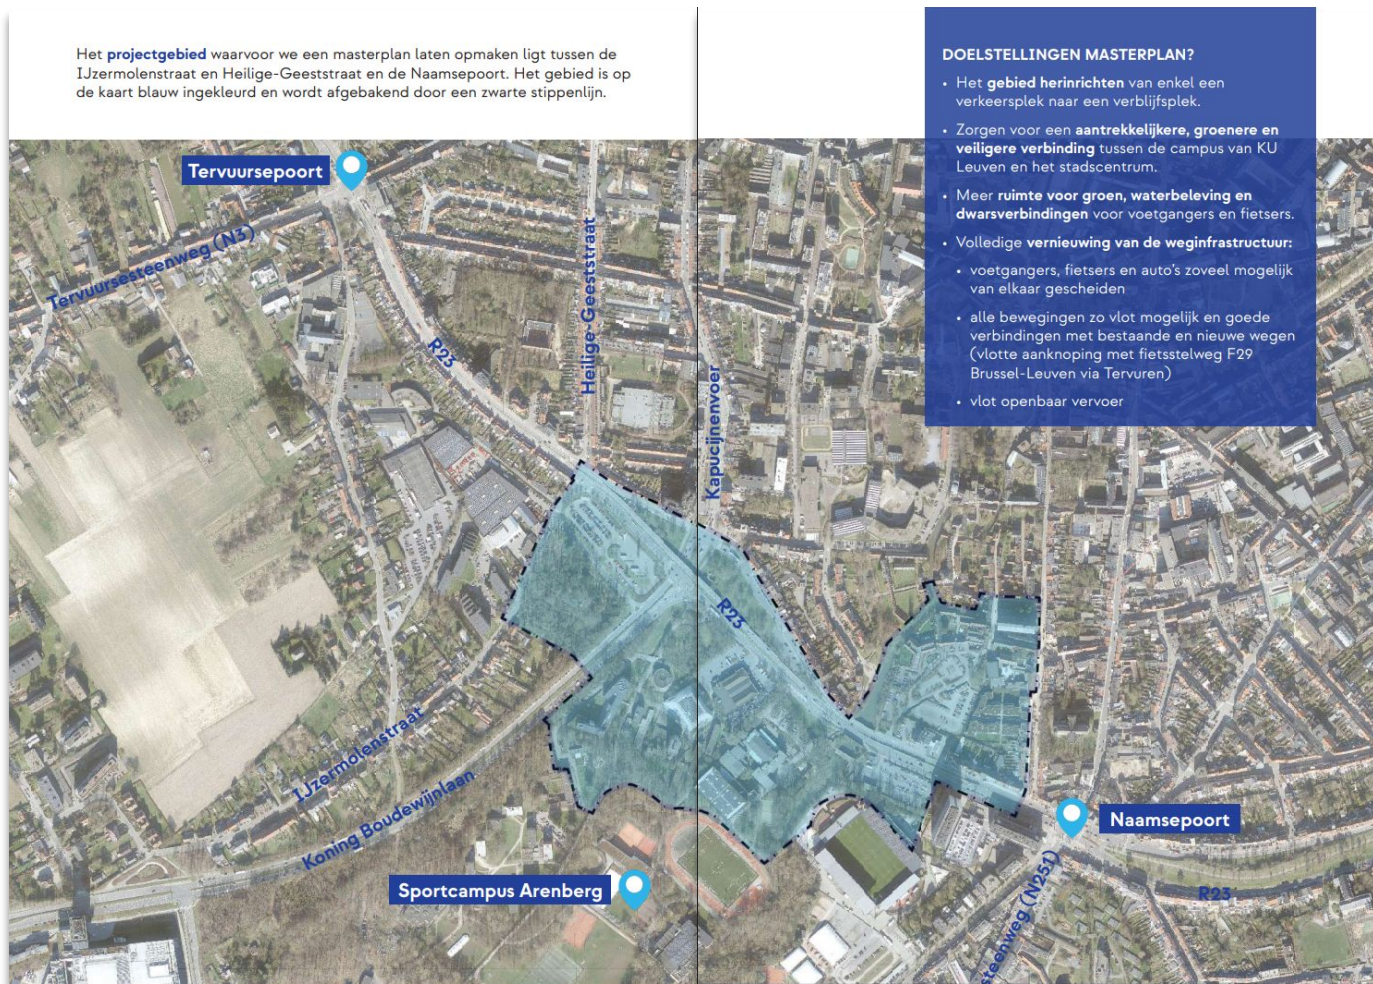 Het projectgebied waarvoor we een masterplan laten opmaken ligt tussen de
IJzermolenstraat en Heilige-Geeststraat en de Naamsepoort. Het gebied is op
de kaart blauw ingekleurd en wordt afgebakend door een zwarte stippenlijn.
DOELSTELLINGEN MASTERPLAN?
• Het gebied herinrichten van enkel een
verkeersplek naar een verblijfsplek.
• Zorgen voor een aantrekkelijkere, groenere en
veiligere verbinding tussen de campus van KU
Leuven en het stadscentrum.
• Meer ruimte voor groen, waterbeleving en
dwarsverbindingen voor voetgangers en fietsers.
• Volledige vernieuwing van de weginfrastructuur:
• voetgangers, fietsers en auto's zoveel mogelijk
van elkaar gescheiden
• alle bewegingen zo vlot mogelijk en goede
verbindingen met bestaande en nieuwe wegen
(vlotte aanknoping met fietsstelweg F29
Brussel-Leuven via Tervuren)
• vlot openbaar vervoer
Tervuursepoort
Tervuursesteenweg (N3)
R23
Heilige-Geeststraat
Kapucijnenvoer
R23
IJzermolenstraat
Koning Boudewijnlaan
Sportcampus Arenberg
Naamsepoort
steenweg (N251)
R23